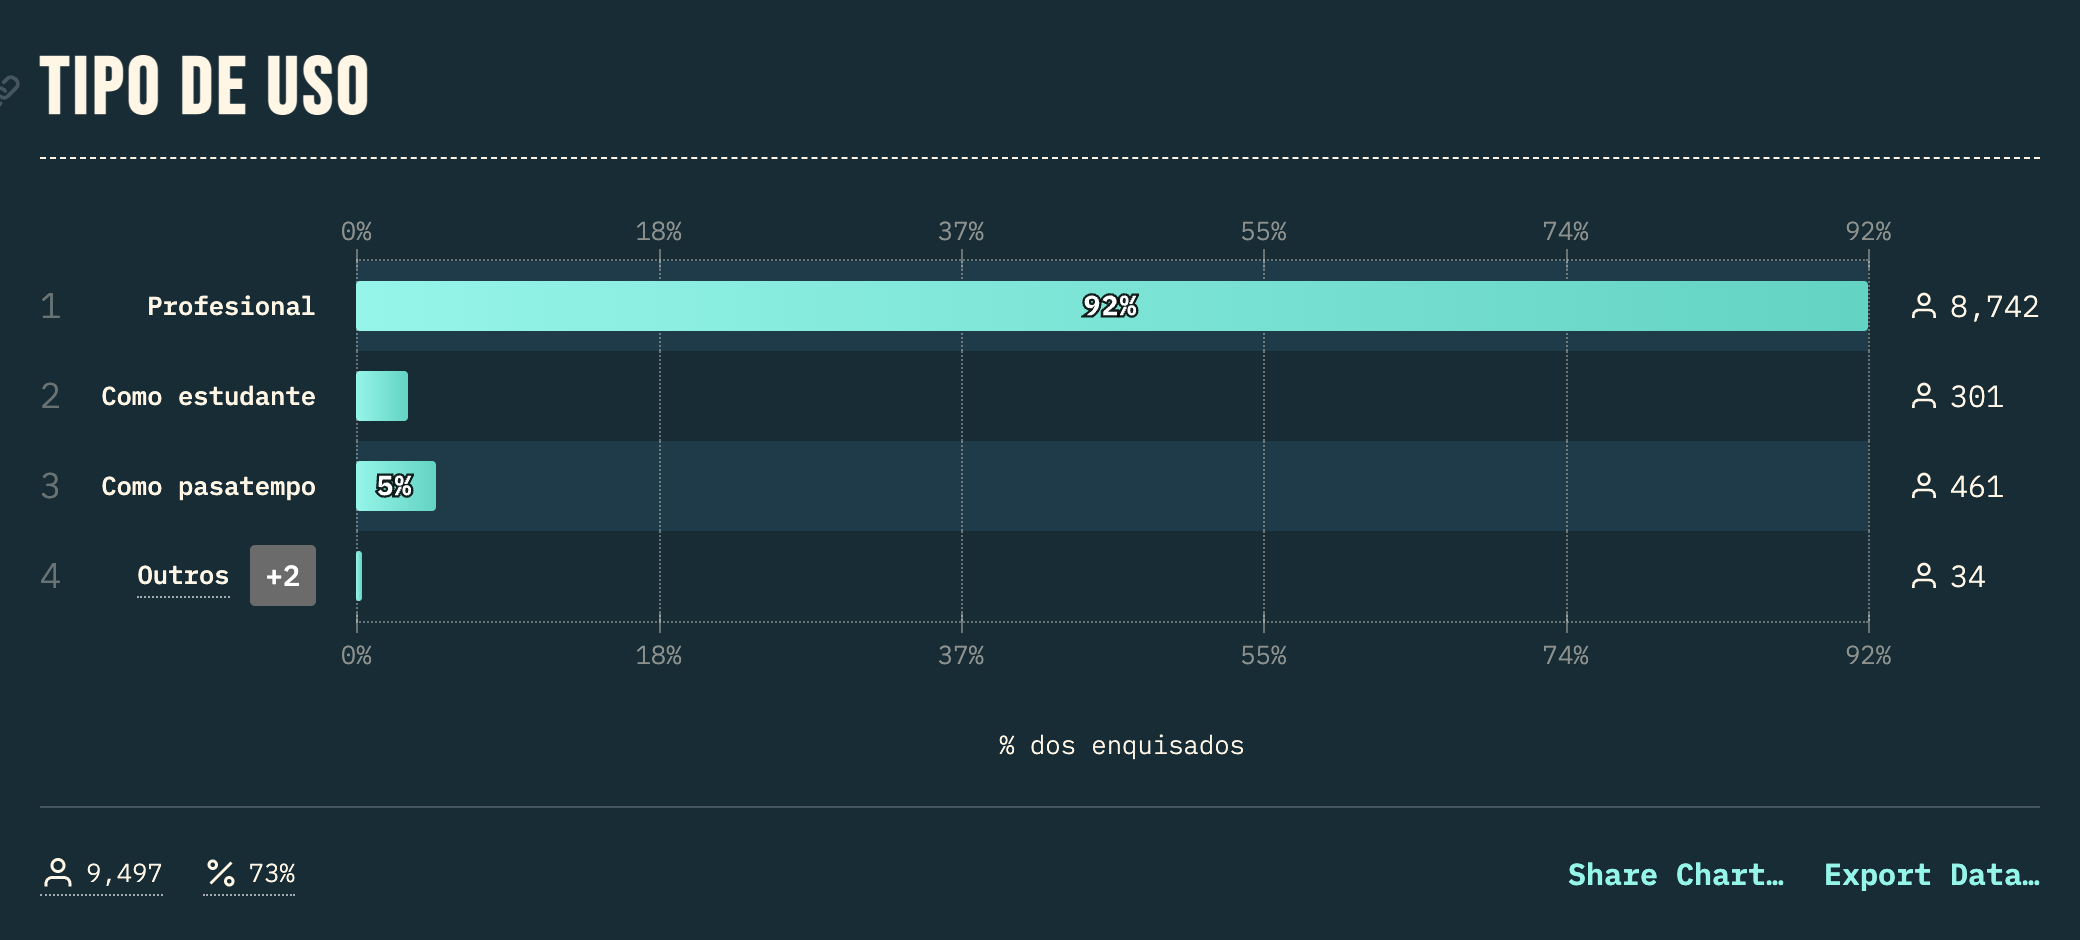 TIPO DE USO
0% 18% 37% 55% 74% 92%
1 Profesional 92% 8,742
2 Como estudante 301
3 Como pasatempo 5% 461
4 Outros +2 34
0% 18% 37% 55% 74% 92%
% dos enquisados
9,497 % 73% Share Chart… Export Data…